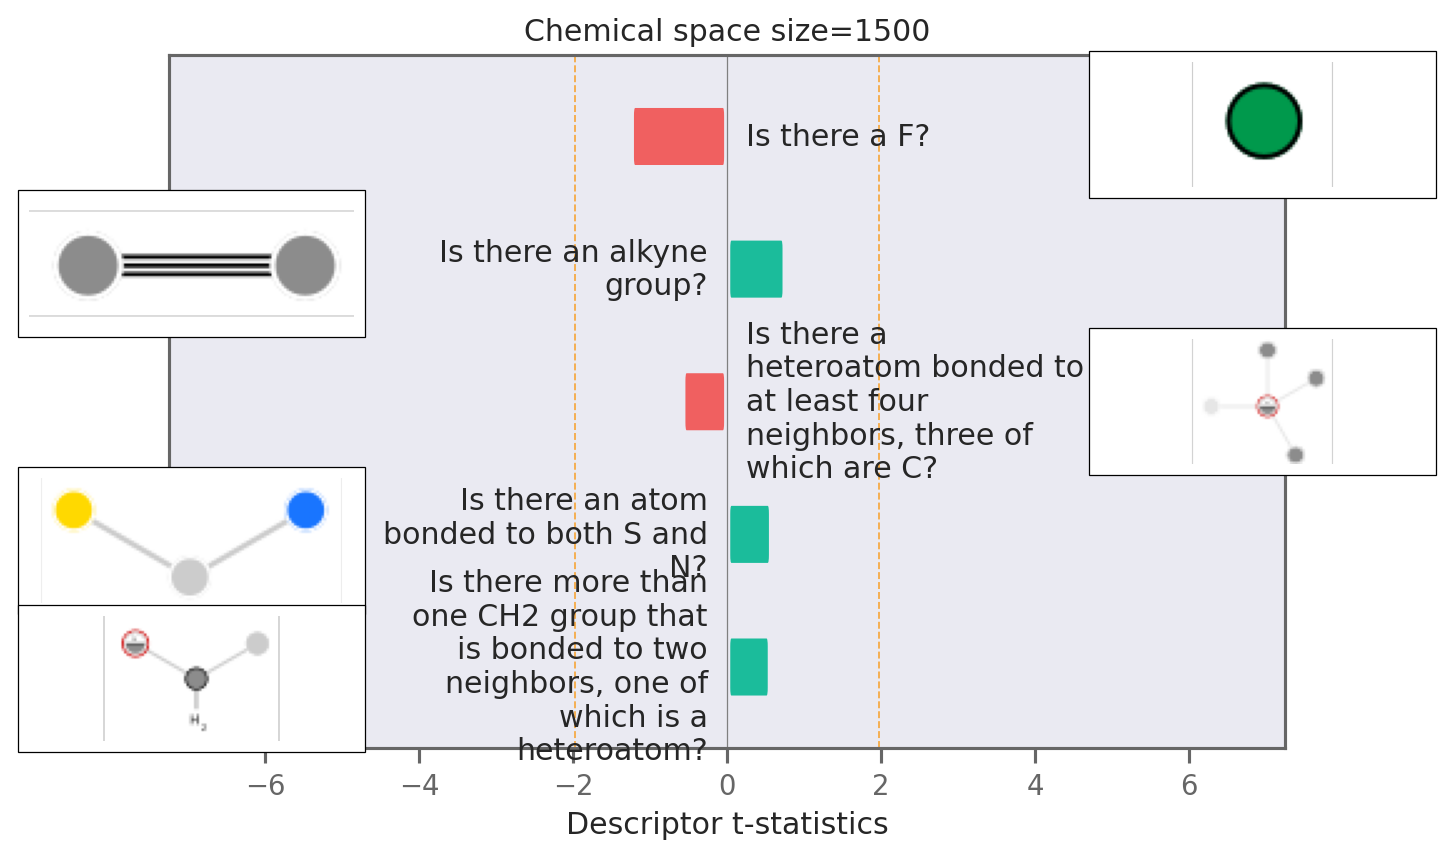 Chemical space size=1500
Is there a F?
Is there an alkyne
group?
Is there a
heteroatom bonded to
at least four
neighbors, three of
which are C?
Is there an atom
bonded to both S and
N?
Is there more than
one CH2 group that
is bonded to two
neighbors, one of
which is a
heteroatom?
H2
−6 −4 −2 0 2 4 6
Descriptor t-statistics